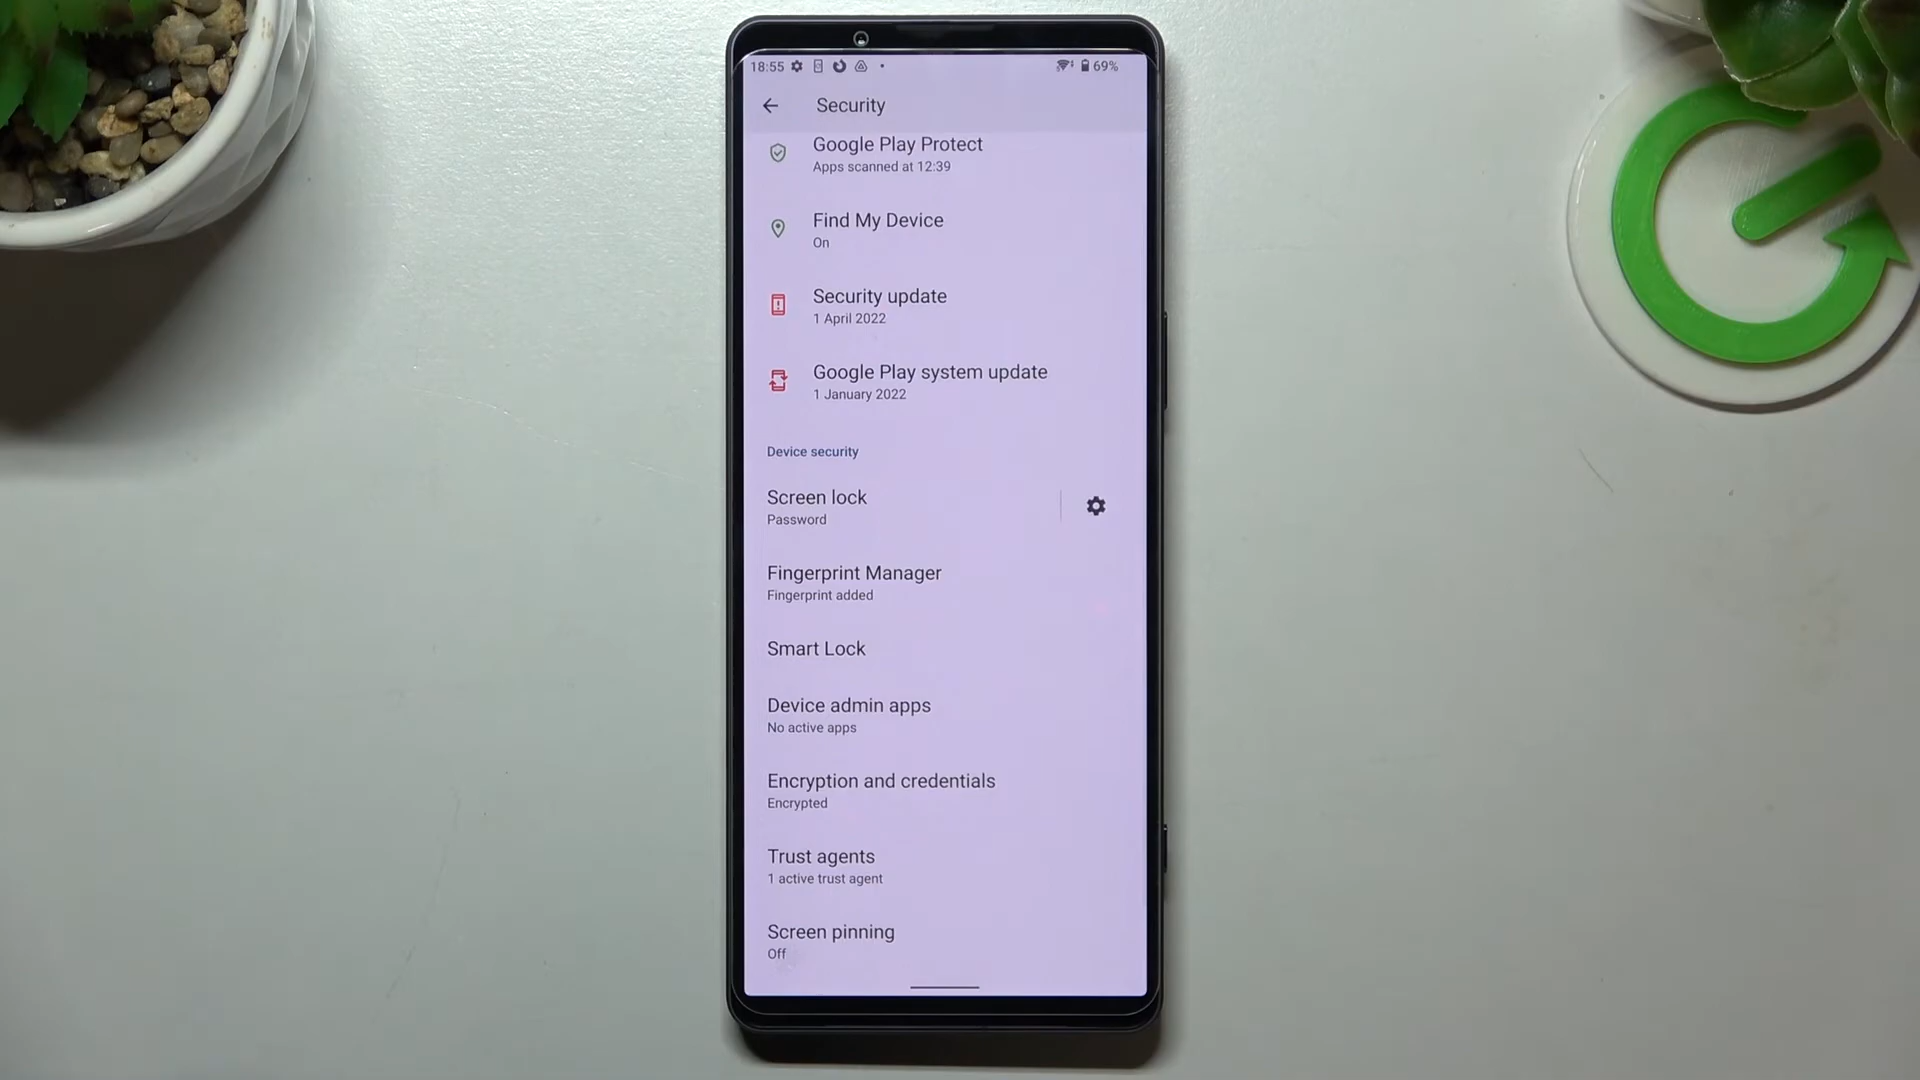 18:55
69%
Security
Google Play Protect
Apps scanned at 12:39
Find My Device
On
Security update
1 April 2022
Google Play system update
1 January 2022
Device security
Screen lock
Password
Fingerprint Manager
Fingerprint added
Smart Lock
Device admin apps
No active apps
Encryption and credentials
Encrypted
Trust agents
1 active trust agent
Screen pinning
Off